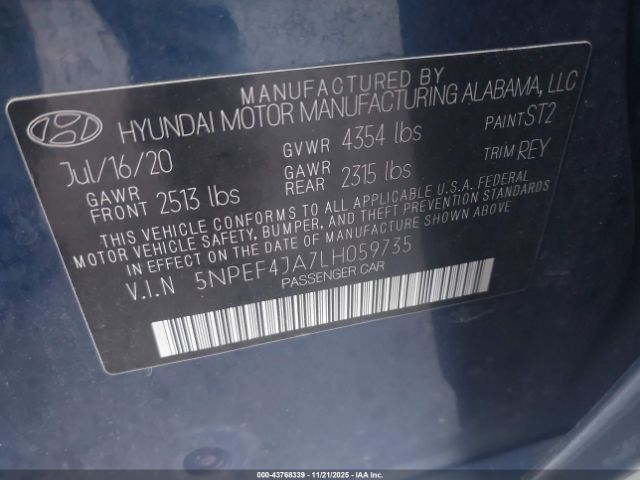 MANUFACTURED BY
HYUNDAI MOTOR MANUFACTURING ALABAMA, LLC
Jul/16/20 GVWR 4354 lbs PAINT ST2
GAWR FRONT 2513 lbs GAWR REAR 2315 lbs TRIM REY
THIS VEHICLE CONFORMS TO ALL APPLICABLE U.S.A. FEDERAL
MOTOR VEHICLE SAFETY, BUMPER, AND THEFT PREVENTION STANDARDS
IN EFFECT ON THE DATE OF MANUFACTURE SHOWN ABOVE
V.I.N 5NPEF4JA7LH059735
PASSENGER CAR
000-43768339 - 11/21/2025 - IAA, Inc.